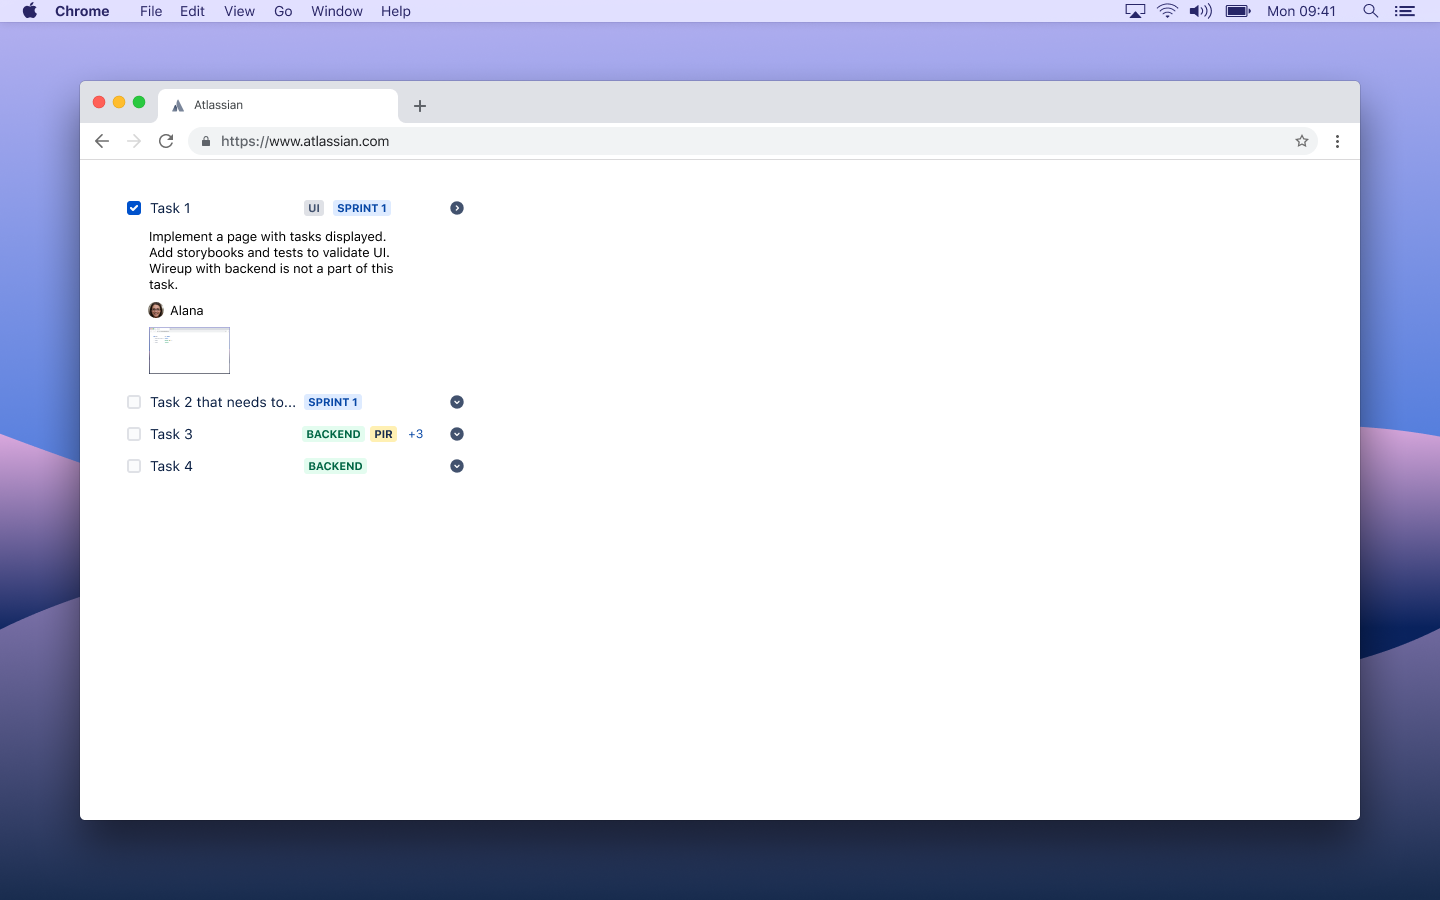 Chrome File Edit View Go Window Help Mon 09:41
Atlassian
https://www.atlassian.com
Task 1 UI SPRINT 1
Implement a page with tasks displayed.
Add storybooks and tests to validate UI.
Wireup with backend is not a part of this
task.
Alana
Task 2 that needs to... SPRINT 1
Task 3 BACKEND PIR +3
Task 4 BACKEND